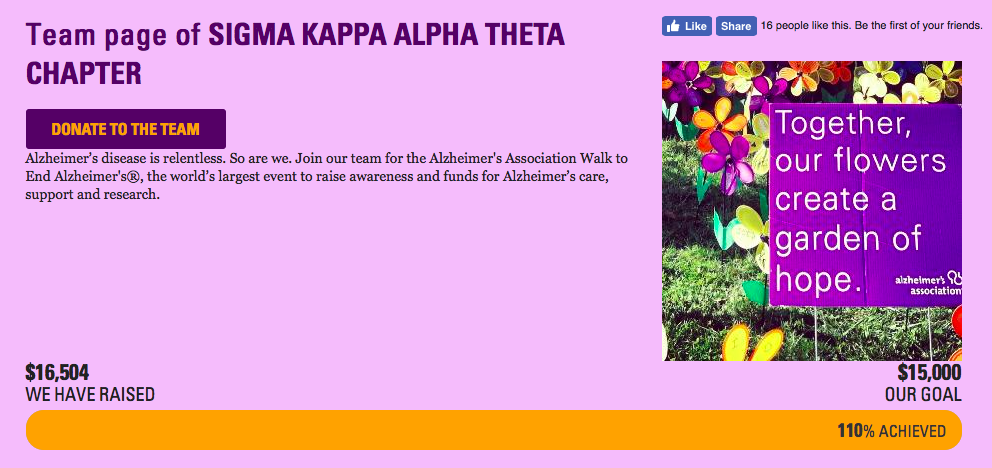 Team page of SIGMA KAPPA ALPHA THETA
CHAPTER
Like
Share
16 people like this. Be the first of your friends.
DONATE TO THE TEAM
Alzheimer's disease is relentless. So are we. Join our team for the Alzheimer's Association Walk to
End Alzheimer's®, the world's largest event to raise awareness and funds for Alzheimer's care,
support and research.
Together,
our flowers
create a
garden of
hope.
alzheimer's
association
$16,504
WE HAVE RAISED
$15,000
OUR GOAL
110% ACHIEVED